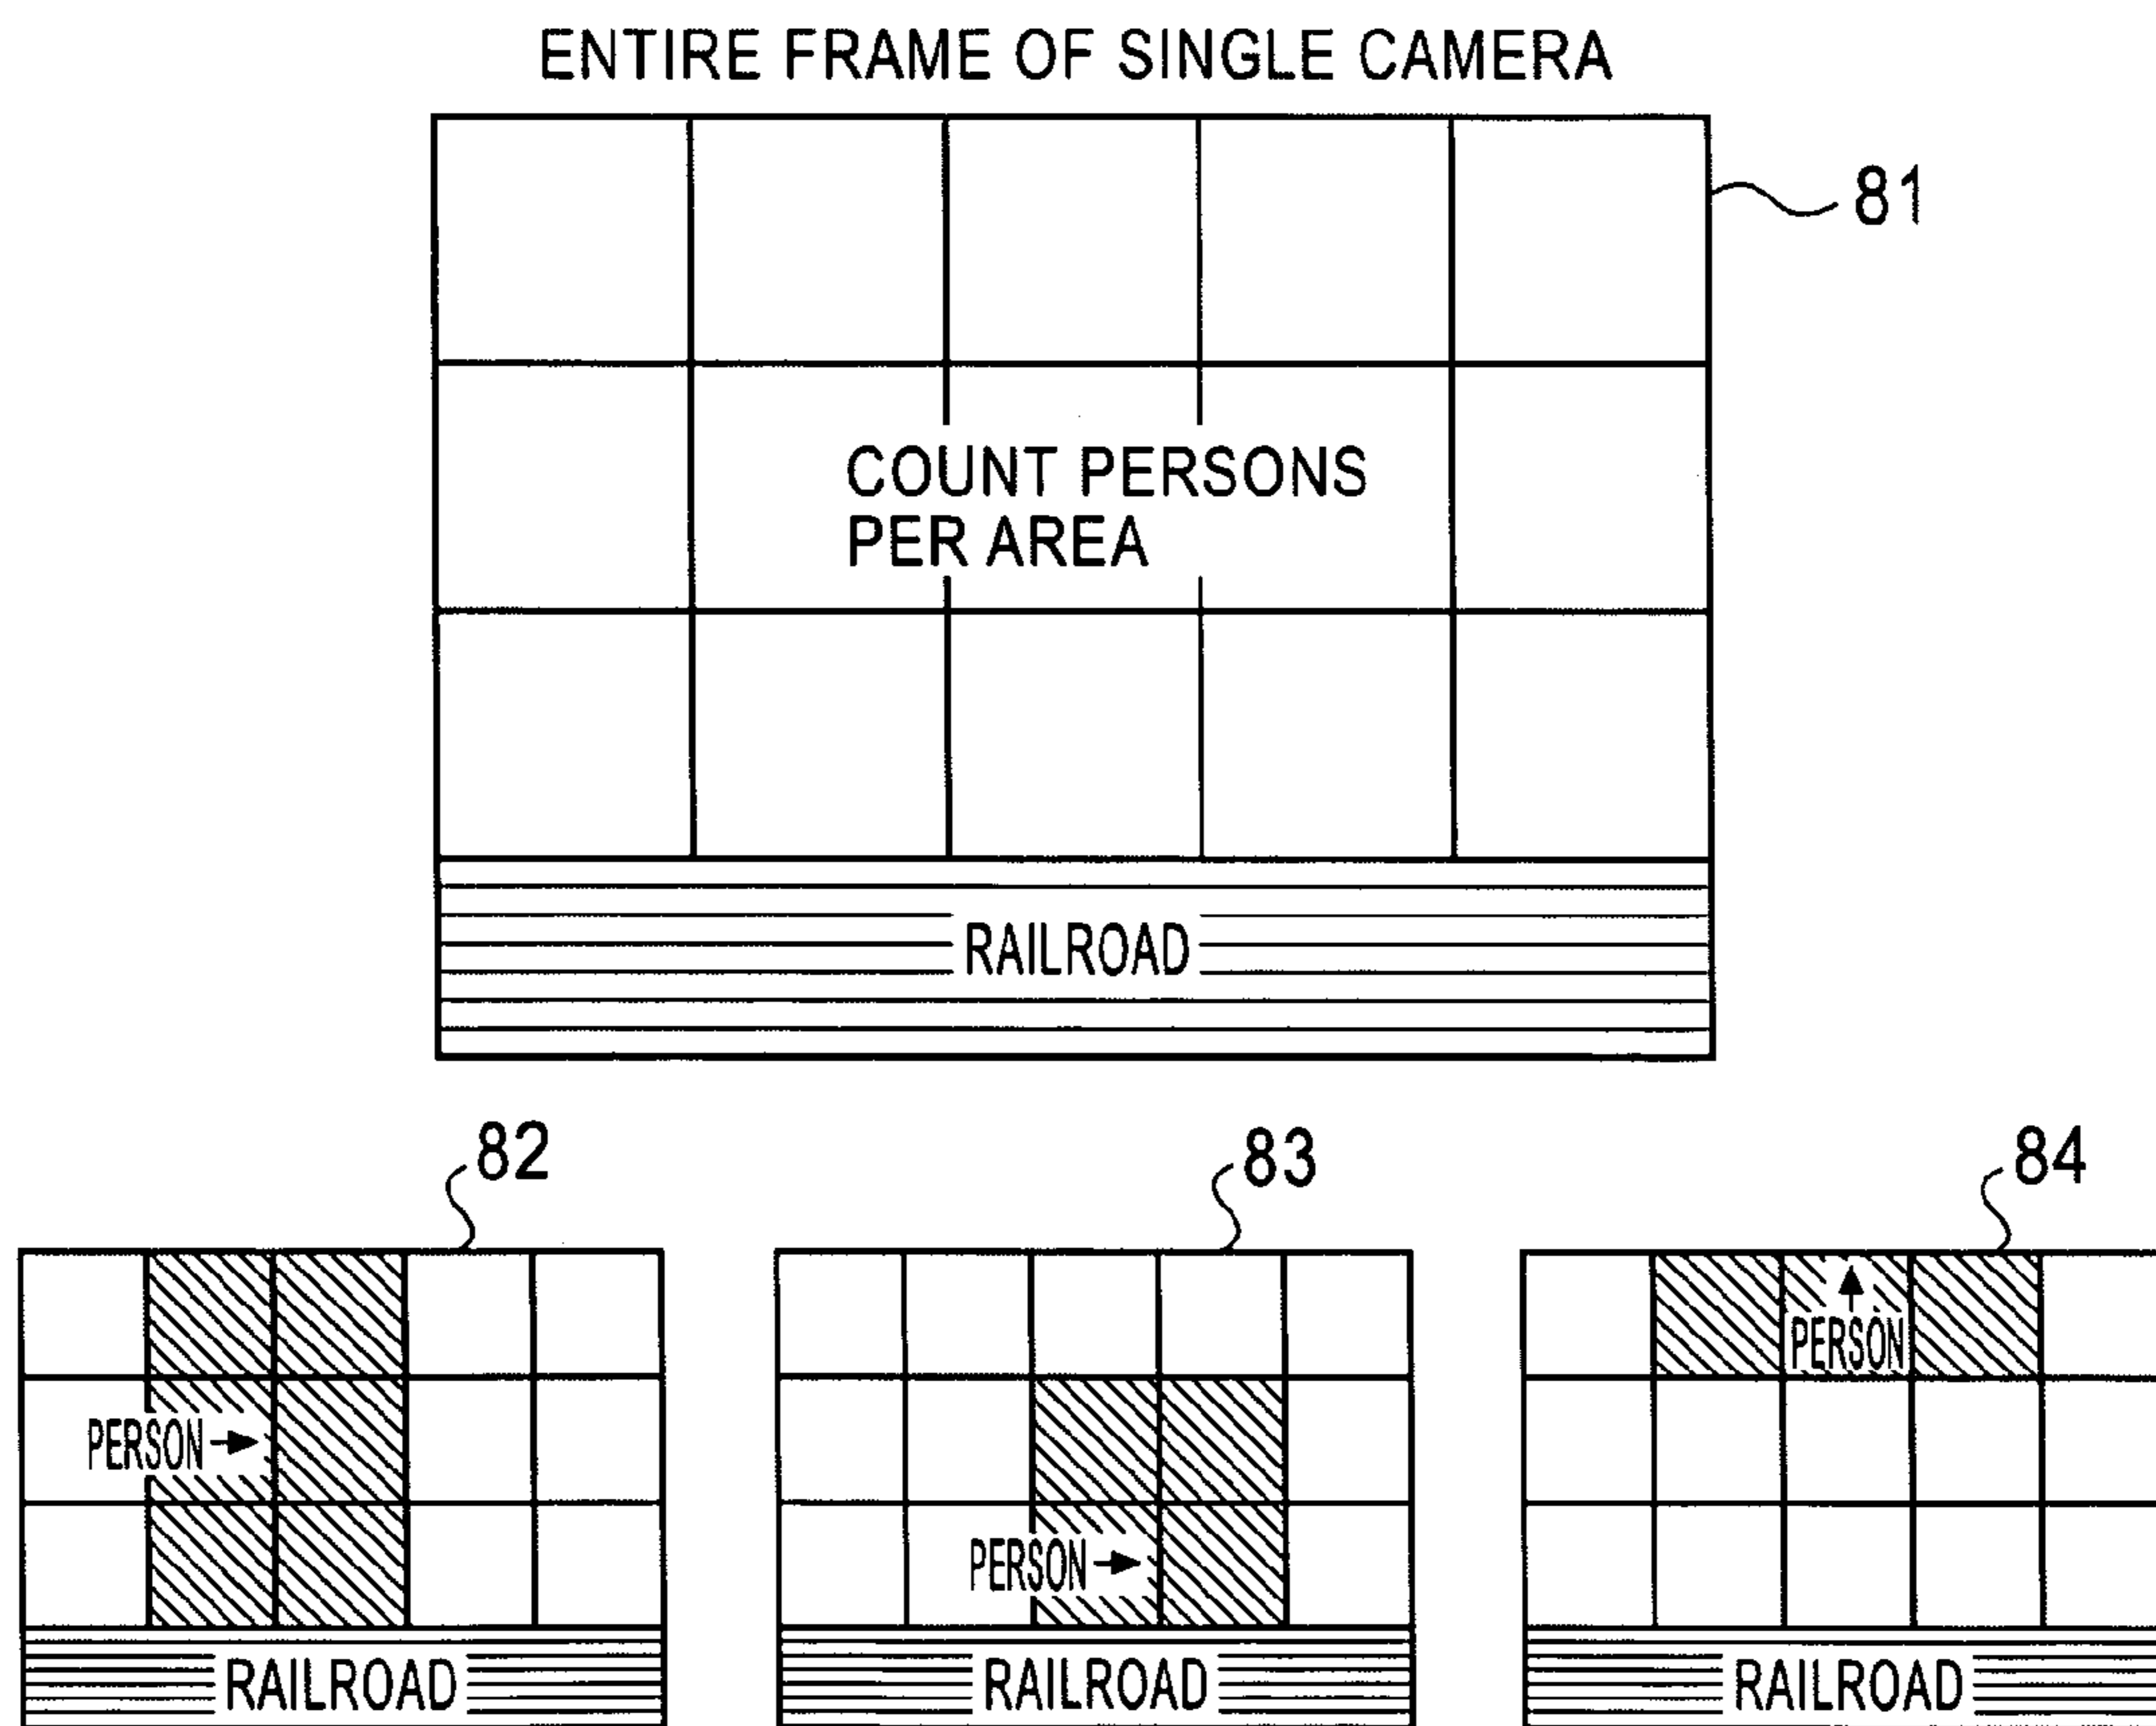 ENTIRE FRAME OF SINGLE CAMERA
81
COUNT PERSONS
PER AREA
RAILROAD
82
83
84
PERSON
PERSON
PERSON
RAILROAD
RAILROAD
RAILROAD